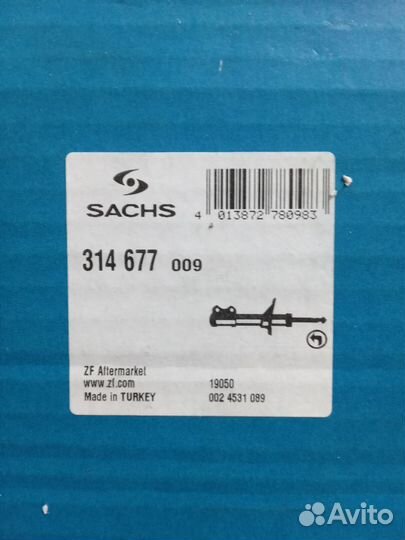 SACHS
4 013872 780983
314 677 009
ZF Aftermarket
www.zf.com
Made in TURKEY
19050
002 4531 089
Avito